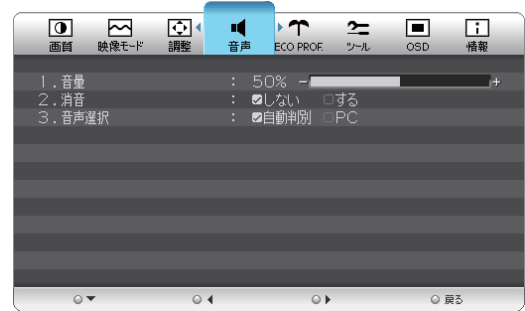 画質 映像モード 調整 音声 ECO PROF. ツール OSD 情報
1.音量 : 50% - +
2.消音 : しない する
3.音声選択 : 自動判別 PC
戻る